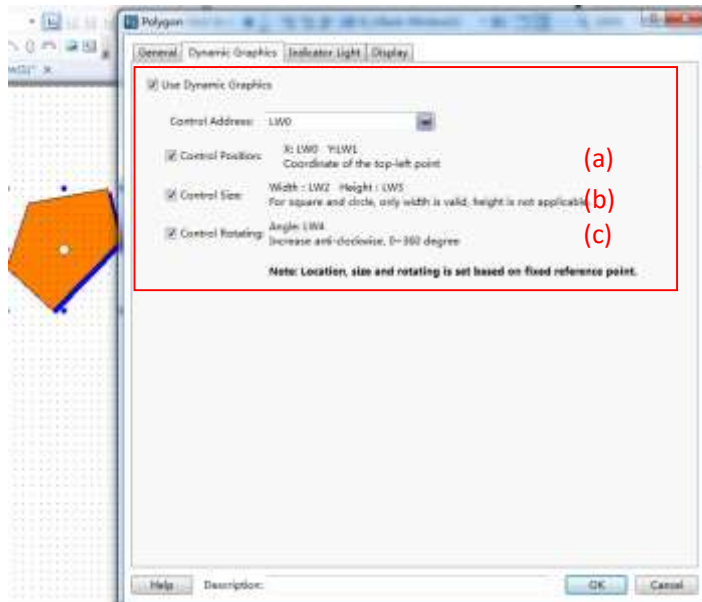 Polygon
General Dynamic Graphics Indicator Light Display
Use Dynamic Graphics
Control Address: LW0
Control Position: X: LW0 Y:LW1
Coordinate of the top-left point
(a)
Control Size: Width : LW2 Height : LW3
For square and circle, only width is valid, height is not applicable.
(b)
Control Rotating: Angle: LW4
Increase anti-clockwise, 0~360 degree
(c)
Note: Location, size and rotating is set based on fixed reference point.
Help Description: OK Cancel